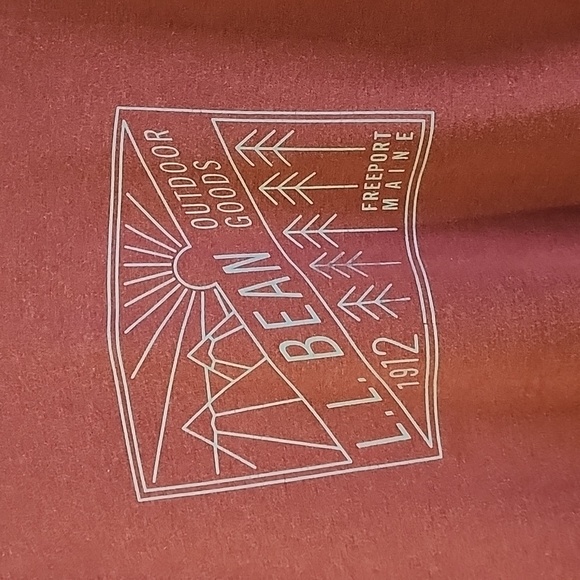 OUTDOOR
GOODS
L.L. BEAN
FREEPORT
MAINE
1912